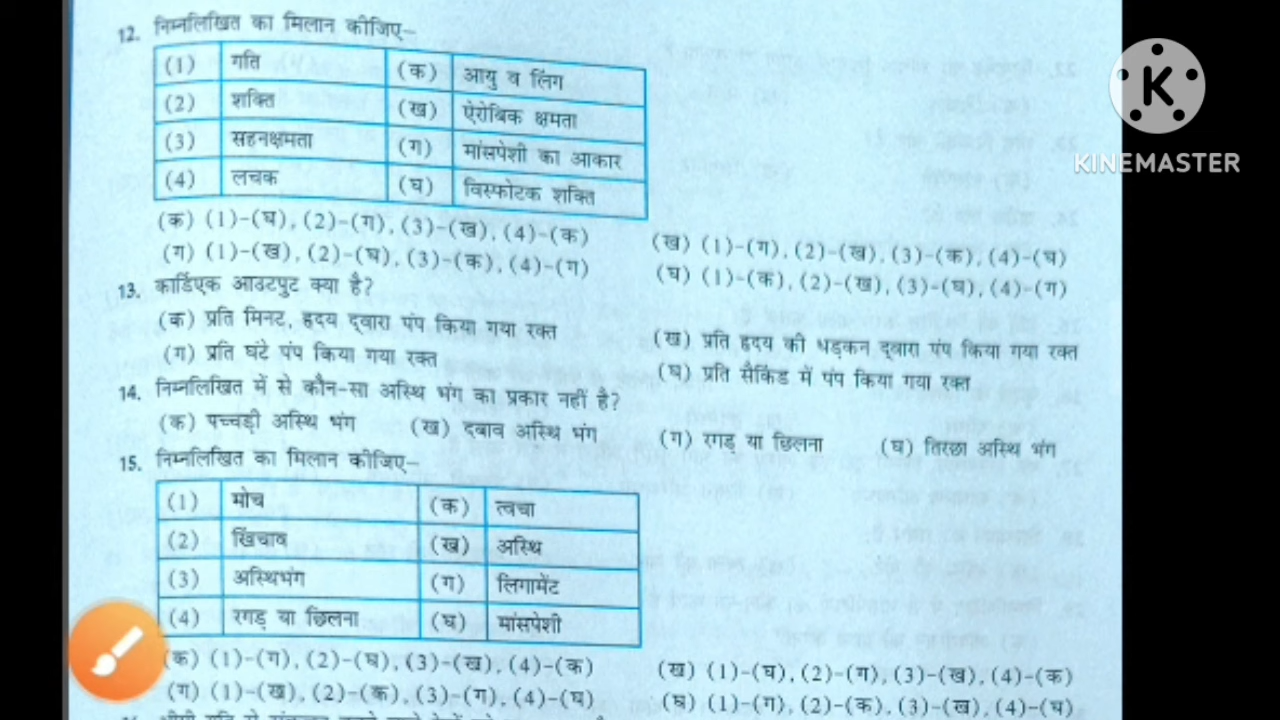 12. निम्नलिखित का मिलान कीजिए–
(1) गति (क) आयु व लिंग
(2) शक्ति (ख) ऐरोबिक क्षमता
(3) सहनक्षमता (ग) मांसपेशी का आकार
(4) लचक (घ) विस्फोटक शक्ति
(क) (1)-(घ), (2)-(ग), (3)-(ख), (4)-(क) (ख) (1)-(ग), (2)-(ख), (3)-(क), (4)-(घ)
(ग) (1)-(ख), (2)-(घ), (3)-(क), (4)-(ग) (घ) (1)-(क), (2)-(ख), (3)-(घ), (4)-(ग)
13. कार्डिएक आउटपुट क्या है?
(क) प्रति मिनट, हृदय द्वारा पंप किया गया रक्त (ख) प्रति हृदय की धड़कन द्वारा पंप किया गया रक्त
(ग) प्रति घंटे पंप किया गया रक्त (घ) प्रति सैकिंड में पंप किया गया रक्त
14. निम्नलिखित में से कौन-सा अस्थि भंग का प्रकार नहीं है?
(क) पच्चड़ी अस्थि भंग (ख) दबाव अस्थि भंग (ग) रगड़ या छिलना (घ) तिरछा अस्थि भंग
15. निम्नलिखित का मिलान कीजिए–
(1) मोच (क) त्वचा
(2) खिंचाव (ख) अस्थि
(3) अस्थिभंग (ग) लिगामेंट
(4) रगड़ या छिलना (घ) मांसपेशी
(क) (1)-(ग), (2)-(घ), (3)-(ख), (4)-(क) (ख) (1)-(घ), (2)-(ग), (3)-(ख), (4)-(क)
(ग) (1)-(ख), (2)-(क), (3)-(ग), (4)-(घ) (घ) (1)-(ग), (2)-(क), (3)-(ख), (4)-(घ)
K
KINEMASTER